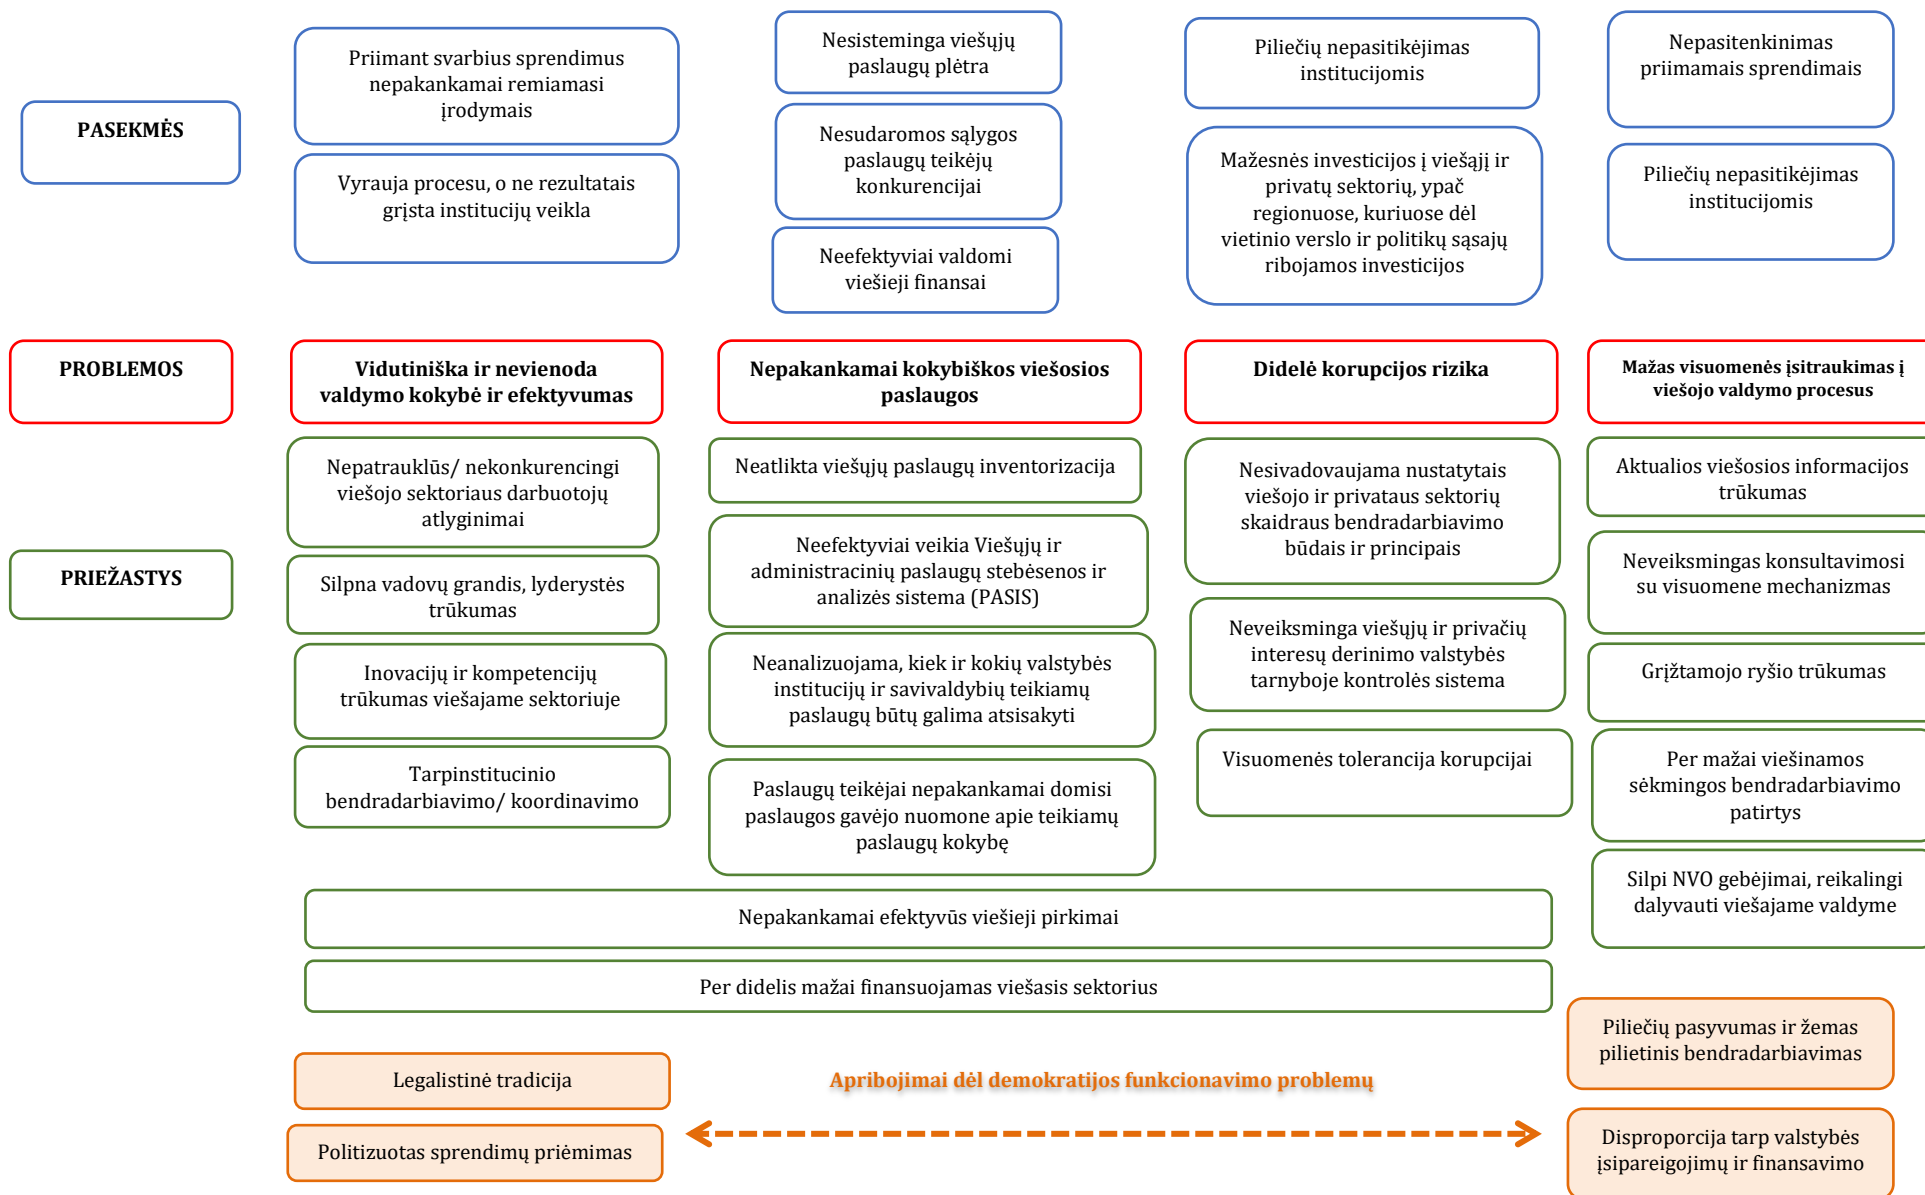 PASEKMĖS
Priimant svarbius sprendimus
nepakankamai remiamasi
įrodymais
Vyrauja procesu, o ne rezultatais
grįsta institucijų veikla
Nesisteminga viešųjų
paslaugų plėtra
Nesudaromos sąlygos
paslaugų teikėjų
konkurencijai
Neefektyviai valdomi
viešieji finansai
Piliečių nepasitikėjimas
institucijomis
Mažesnės investicijos į viešąjį ir
privatų sektorių, ypač
regionuose, kuriuose dėl
vietinio verslo ir politikų sąsajų
ribojamos investicijos
Nepasitenkinimas
priimamais sprendimais
Piliečių nepasitikėjimas
institucijomis
PROBLEMOS
Vidutiniška ir nevienoda
valdymo kokybė ir efektyvumas
Nepakankamai kokybiškos viešosios
paslaugos
Didelė korupcijos rizika
Mažas visuomenės įsitraukimas į
viešojo valdymo procesus
PRIEŽASTYS
Nepatrauklūs/ nekonkurencingi
viešojo sektoriaus darbuotojų
atlyginimai
Silpna vadovų grandis, lyderystės
trūkumas
Inovacijų ir kompetencijų
trūkumas viešajame sektoriuje
Tarpinstitucinio
bendradarbiavimo/ koordinavimo
Neatlikta viešųjų paslaugų inventorizacija
Neefektyviai veikia Viešųjų ir
administracinių paslaugų stebėsenos ir
analizės sistema (PASIS)
Neanalizuojama, kiek ir kokių valstybės
institucijų ir savivaldybių teikiamų
paslaugų būtų galima atsisakyti
Paslaugų teikėjai nepakankamai domisi
paslaugos gavėjo nuomone apie teikiamų
paslaugų kokybę
Nesivadovaujama nustatytais
viešojo ir privataus sektorių
skaidraus bendradarbiavimo
būdais ir principais
Neveiksminga viešųjų ir privačių
interesų derinimo valstybės
tarnyboje kontrolės sistema
Visuomenės tolerancija korupcijai
Aktualios viešosios informacijos
trūkumas
Neveiksmingas konsultavimosi
su visuomene mechanizmas
Grįžtamojo ryšio trūkumas
Per mažai viešinamos
sėkmingos bendradarbiavimo
patirtys
Silpi NVO gebėjimai, reikalingi
dalyvauti viešajame valdyme
Nepakankamai efektyvūs viešieji pirkimai
Per didelis mažai finansuojamas viešasis sektorius
Legalistinė tradicija
Politizuotas sprendimų priėmimas
Apribojimai dėl demokratijos funkcionavimo problemų
Piliečių pasyvumas ir žemas
pilietinis bendradarbiavimas
Disproporcija tarp valstybės
įsipareigojimų ir finansavimo